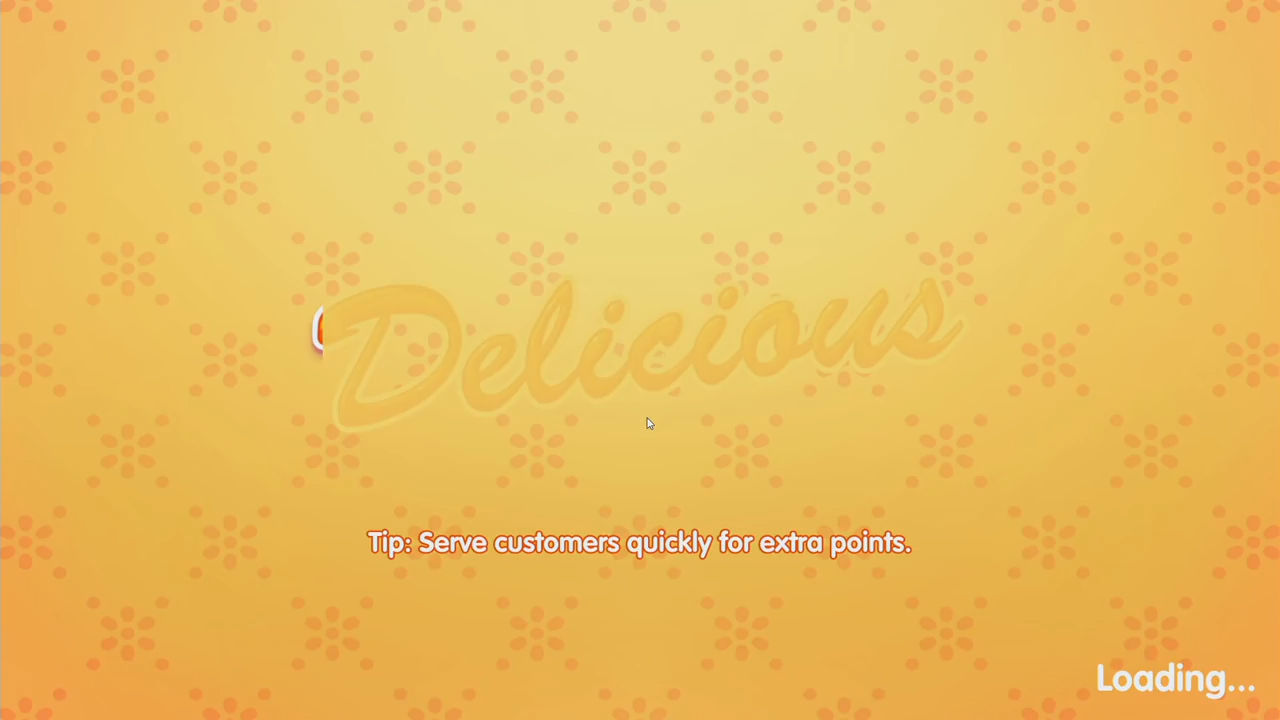 Delicious
Tip: Serve customers quickly for extra points.
Loading...